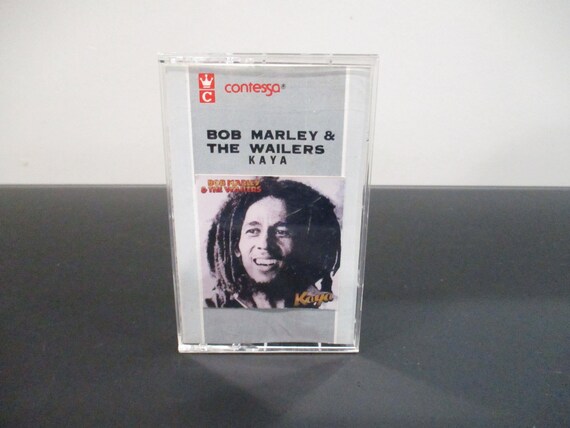 C
contessa®
BOB MARLEY &
THE WAILERS
KAYA
BOB MARLEY
& THE WAILERS
Kaya